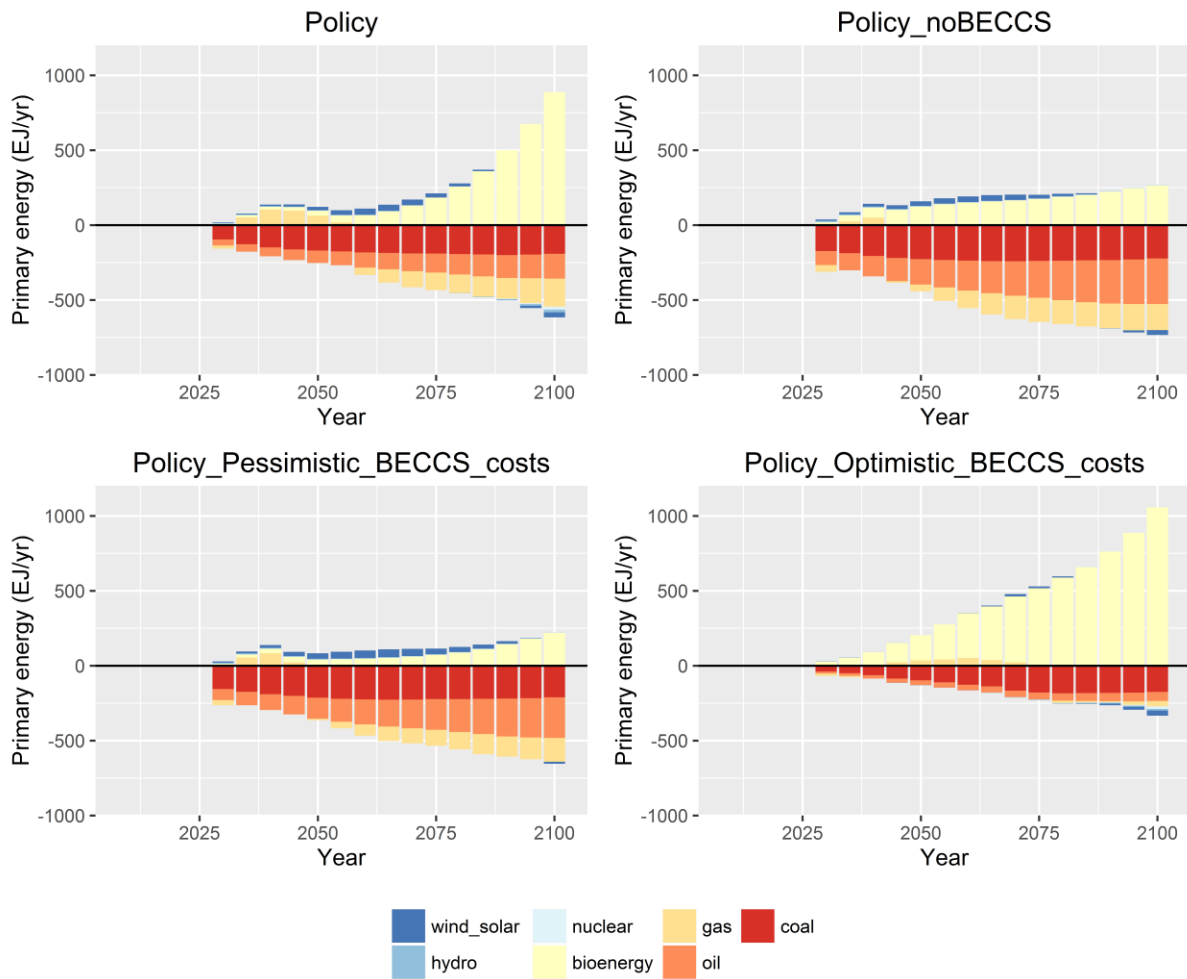 Policy
Policy_noBECCS
Primary energy (EJ/yr)
1000
500
0
-500
-1000
2025
2050
2075
2100
Year
Primary energy (EJ/yr)
1000
500
0
-500
-1000
2025
2050
2075
2100
Year
Policy_Pessimistic_BECCS_costs
Policy_Optimistic_BECCS_costs
Primary energy (EJ/yr)
1000
500
0
-500
-1000
2025
2050
2075
2100
Year
Primary energy (EJ/yr)
1000
500
0
-500
-1000
2025
2050
2075
2100
Year
wind_solar
nuclear
gas
coal
hydro
bioenergy
oil